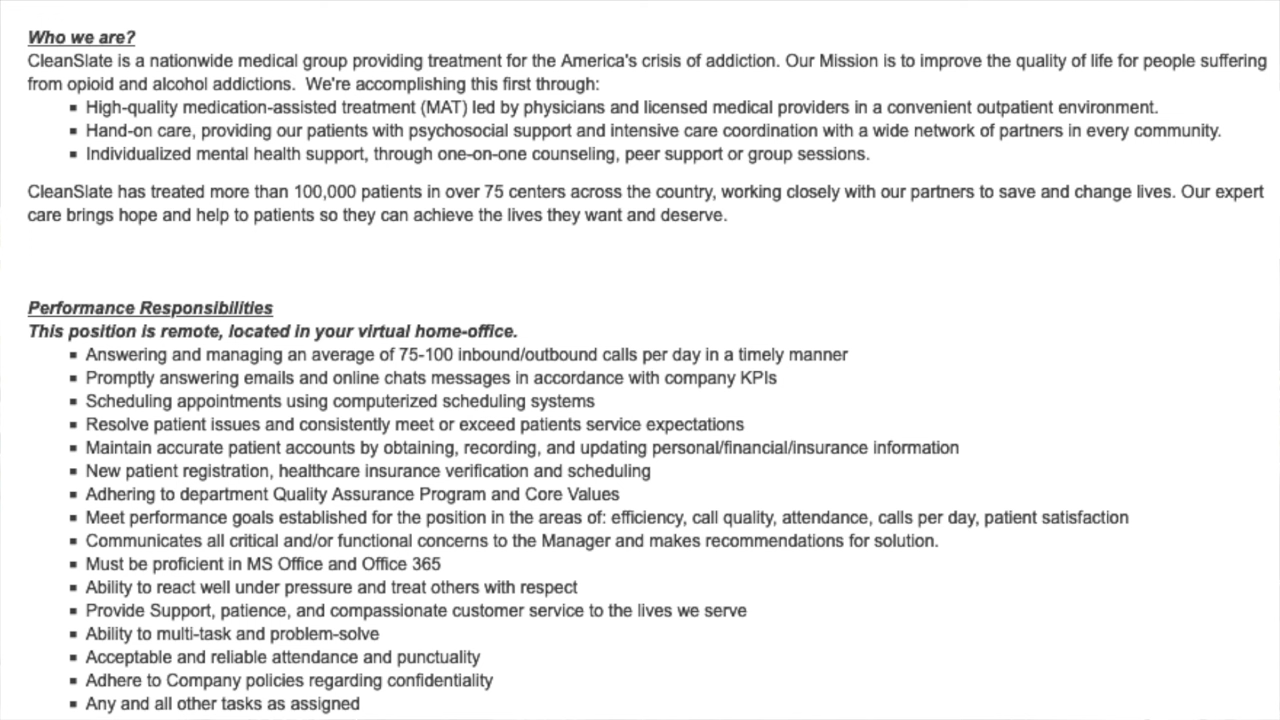 Who we are?
CleanSlate is a nationwide medical group providing treatment for the America's crisis of addiction. Our Mission is to improve the quality of life for people suffering
from opioid and alcohol addictions. We're accomplishing this first through:
▪ High-quality medication-assisted treatment (MAT) led by physicians and licensed medical providers in a convenient outpatient environment.
▪ Hand-on care, providing our patients with psychosocial support and intensive care coordination with a wide network of partners in every community.
▪ Individualized mental health support, through one-on-one counseling, peer support or group sessions.
CleanSlate has treated more than 100,000 patients in over 75 centers across the country, working closely with our partners to save and change lives. Our expert
care brings hope and help to patients so they can achieve the lives they want and deserve.
Performance Responsibilities
This position is remote, located in your virtual home-office.
▪ Answering and managing an average of 75-100 inbound/outbound calls per day in a timely manner
▪ Promptly answering emails and online chats messages in accordance with company KPIs
▪ Scheduling appointments using computerized scheduling systems
▪ Resolve patient issues and consistently meet or exceed patients service expectations
▪ Maintain accurate patient accounts by obtaining, recording, and updating personal/financial/insurance information
▪ New patient registration, healthcare insurance verification and scheduling
▪ Adhering to department Quality Assurance Program and Core Values
▪ Meet performance goals established for the position in the areas of: efficiency, call quality, attendance, calls per day, patient satisfaction
▪ Communicates all critical and/or functional concerns to the Manager and makes recommendations for solution.
▪ Must be proficient in MS Office and Office 365
▪ Ability to react well under pressure and treat others with respect
▪ Provide Support, patience, and compassionate customer service to the lives we serve
▪ Ability to multi-task and problem-solve
▪ Acceptable and reliable attendance and punctuality
▪ Adhere to Company policies regarding confidentiality
▪ Any and all other tasks as assigned